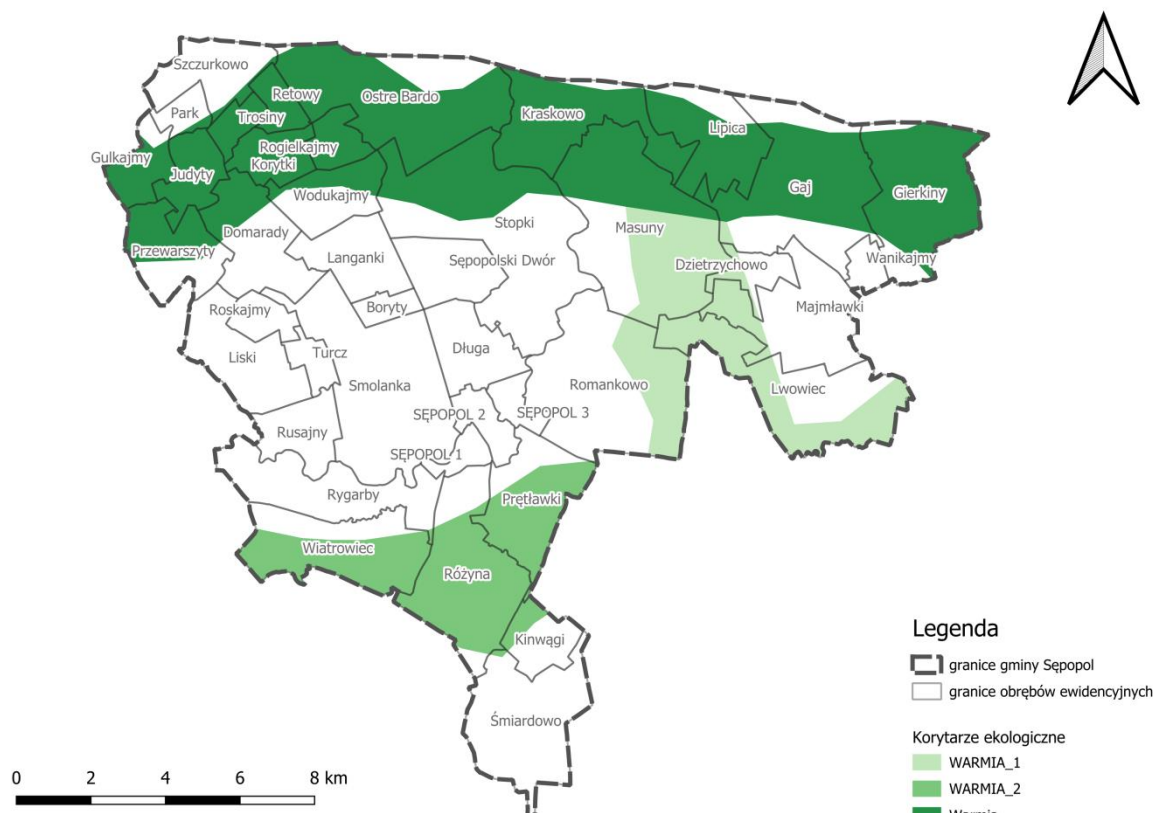 Szczurkowo
Park
Retowy
Trosiny
Ostre Bardo
Kraskowo
Lipica
Gulkajmy
Judyty
Rogielkajmy
Korytki
Wodukajmy
Gaj
Gierkiny
Przewarszyty
Domarady
Stopki
Masuny
Langanki
Sępopolski Dwór
Dzietrzychowo
Wanikajmy
Roskajmy
Boryty
Majmławki
Liski
Turcz
Długa
Smolanka
Romankowo
Lwowiec
SĘPOPOL 2
SĘPOPOL 3
Rusajny
SĘPOPOL 1
Rygarby
Prętławki
Wiatrowiec
Różyna
Kinwągi
Śmiardowo
0 2 4 6 8 km
Legenda
granice gminy Sępopol
granice obrębów ewidencyjnych
Korytarze ekologiczne
WARMIA_1
WARMIA_2
Warmia